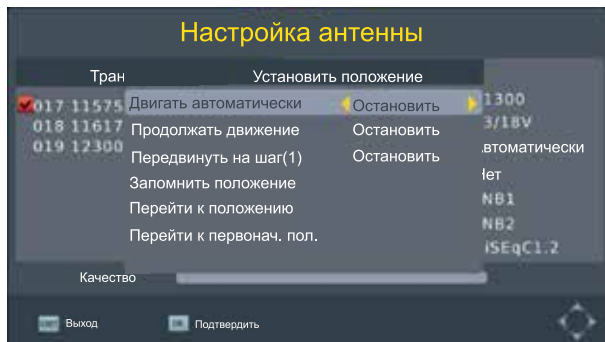 Настройка антенны
Тран
Установить положение
017 11575
Двигать автоматически
Остановить
1300
018 11617
Продолжать движение
Остановить
3/18V
019 12300
Передвинуть на шаг(1)
Остановить
втоматически
Запомнить положение
Нет
Перейти к положению
NB1
Перейти к первонач. пол.
NB2
iSEqC1.2
Качество
Выход
OK
Подтвердить